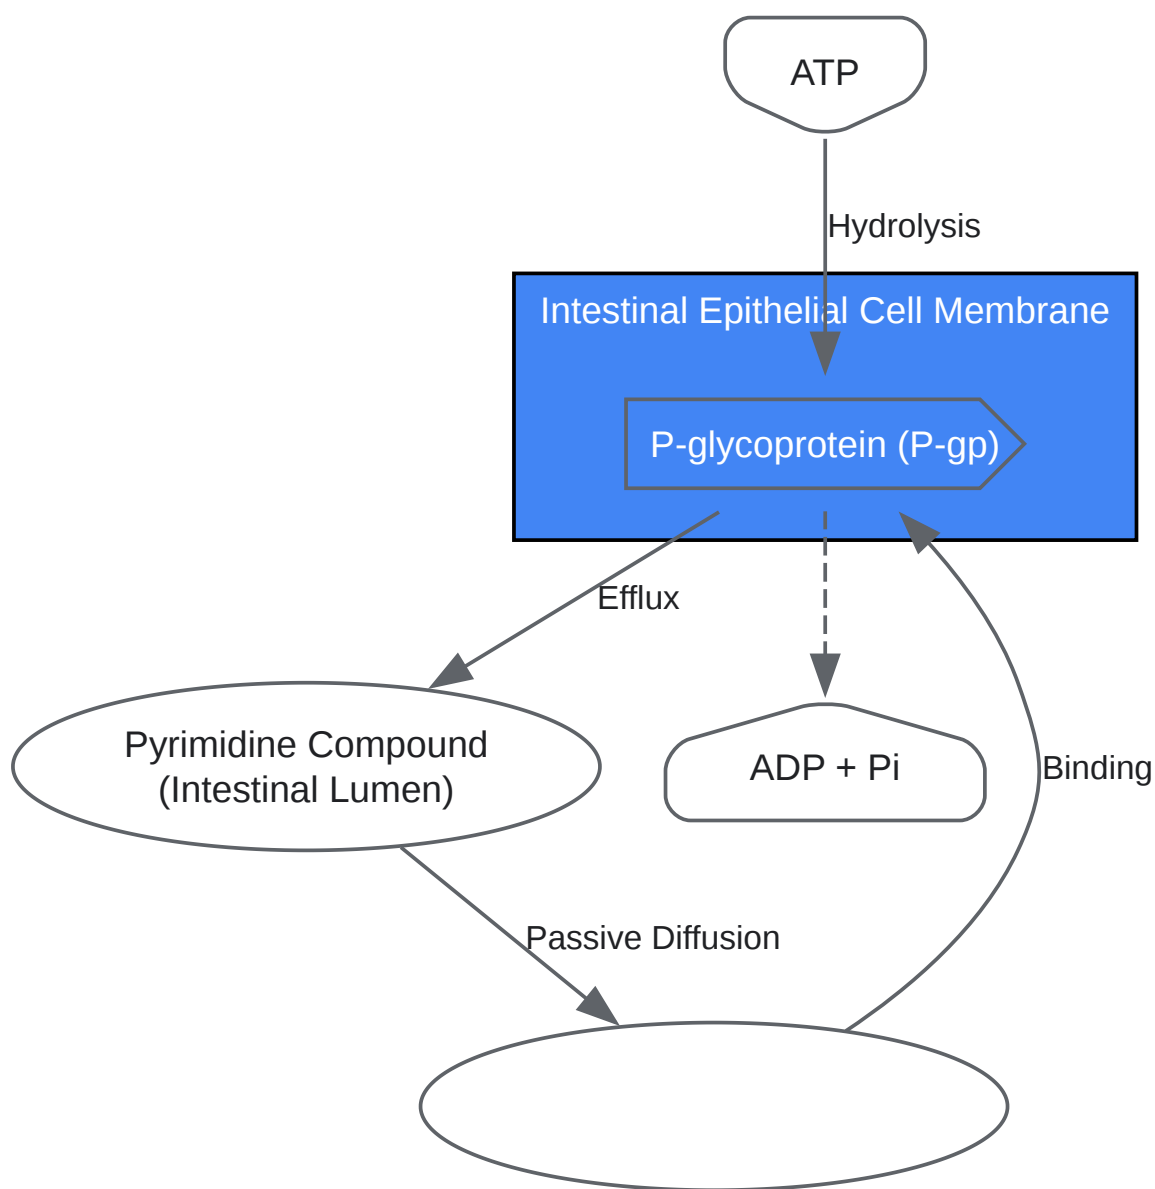 ATP
Hydrolysis
Intestinal Epithelial Cell Membrane
P-glycoprotein (P-gp)
Efflux
Pyrimidine Compound
(Intestinal Lumen)
ADP + Pi
Binding
Passive Diffusion